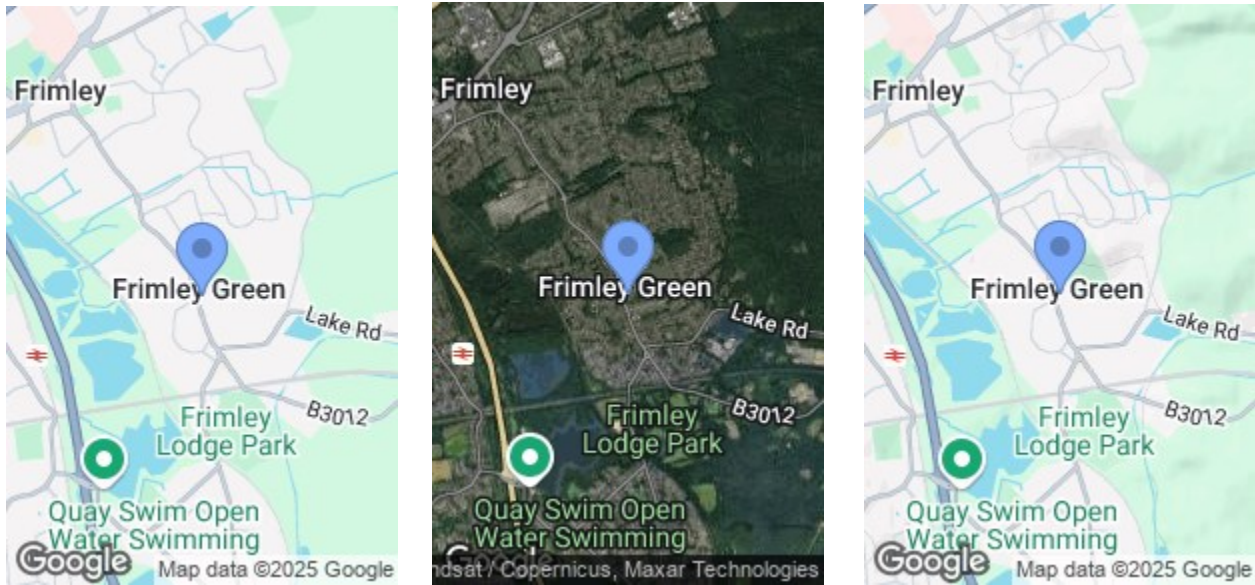 Frimley
Frimley Green
Lake Rd
B3012
Frimley
Lodge Park
Quay Swim Open
Water Swimming
Google
Map data ©2025 Google
Frimley
Frimley Green
Lake Rd
B3012
Frimley
Lodge Park
Quay Swim Open
Water Swimming
Google
ndsat / Copernicus, Maxar Technologies
Frimley
Frimley Green
Lake Rd
B3012
Frimley
Lodge Park
Quay Swim Open
Water Swimming
Google
Map data ©2025 Google